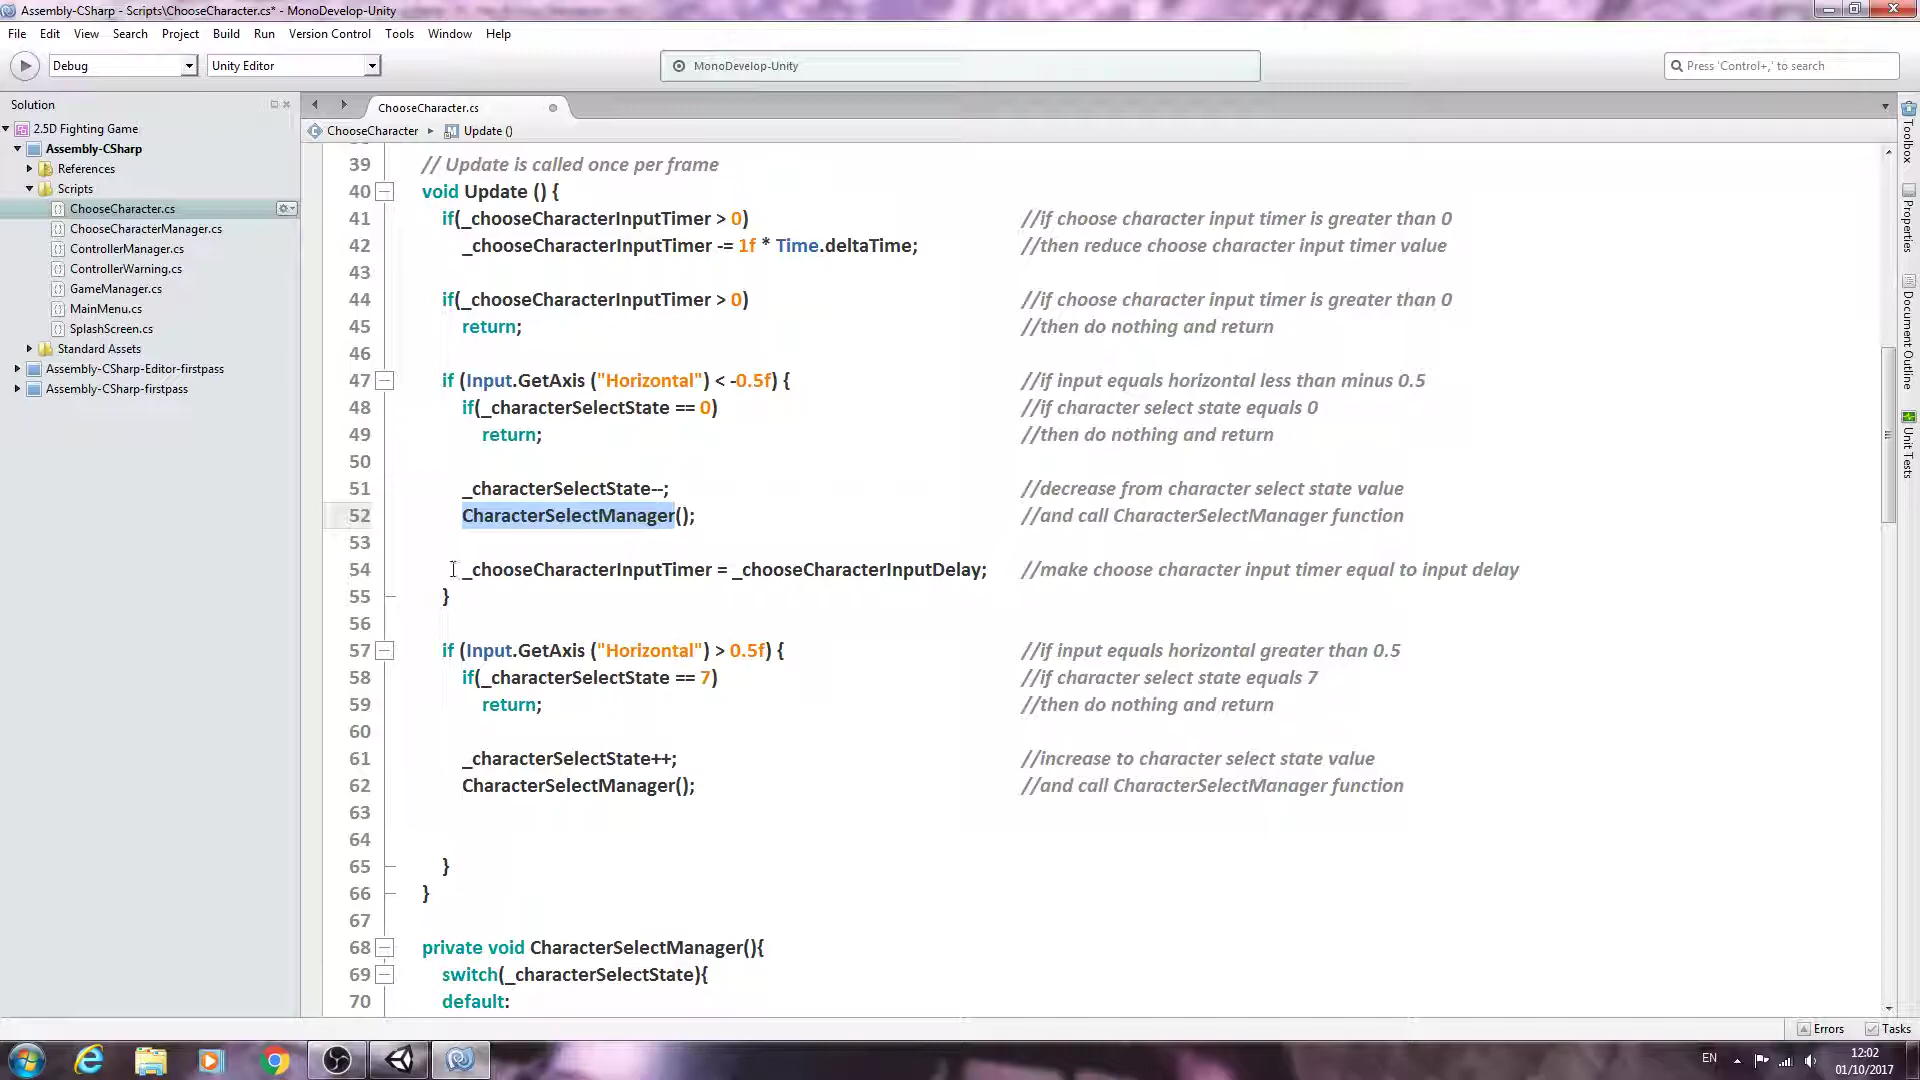 Assembly-CSharp - Scripts\ChooseCharacter.cs* - MonoDevelop-Unity
File Edit View Search Project Build Run Version Control Tools Window Help
Debug Unity Editor MonoDevelop-Unity Press 'Control+,' to search
Solution
2.5D Fighting Game
Assembly-CSharp
References
Scripts
ChooseCharacter.cs
ChooseCharacterManager.cs
ControllerManager.cs
ControllerWarning.cs
GameManager.cs
MainMenu.cs
SplashScreen.cs
Standard Assets
Assembly-CSharp-Editor-firstpass
Assembly-CSharp-firstpass
ChooseCharacter.cs
ChooseCharacter Update ()
39 // Update is called once per frame
40 void Update () {
41 if(_chooseCharacterInputTimer > 0) //if choose character input timer is greater than 0
42 _chooseCharacterInputTimer -= 1f * Time.deltaTime; //then reduce choose character input timer value
43
44 if(_chooseCharacterInputTimer > 0) //if choose character input timer is greater than 0
45 return; //then do nothing and return
46
47 if (Input.GetAxis ("Horizontal") < -0.5f) { //if input equals horizontal less than minus 0.5
48 if(_characterSelectState == 0) //if character select state equals 0
49 return; //then do nothing and return
50
51 _characterSelectState--; //decrease from character select state value
52 CharacterSelectManager(); //and call CharacterSelectManager function
53
54 _chooseCharacterInputTimer = _chooseCharacterInputDelay; //make choose character input timer equal to input delay
55 }
56
57 if (Input.GetAxis ("Horizontal") > 0.5f) { //if input equals horizontal greater than 0.5
58 if(_characterSelectState == 7) //if character select state equals 7
59 return; //then do nothing and return
60
61 _characterSelectState++; //increase to character select state value
62 CharacterSelectManager(); //and call CharacterSelectManager function
63
64
65 }
66 }
67
68 private void CharacterSelectManager(){
69 switch(_characterSelectState){
70 default:
Toolbox
Properties
Document Outline
Unit Tests
Errors Tasks
EN
12:02
01/10/2017